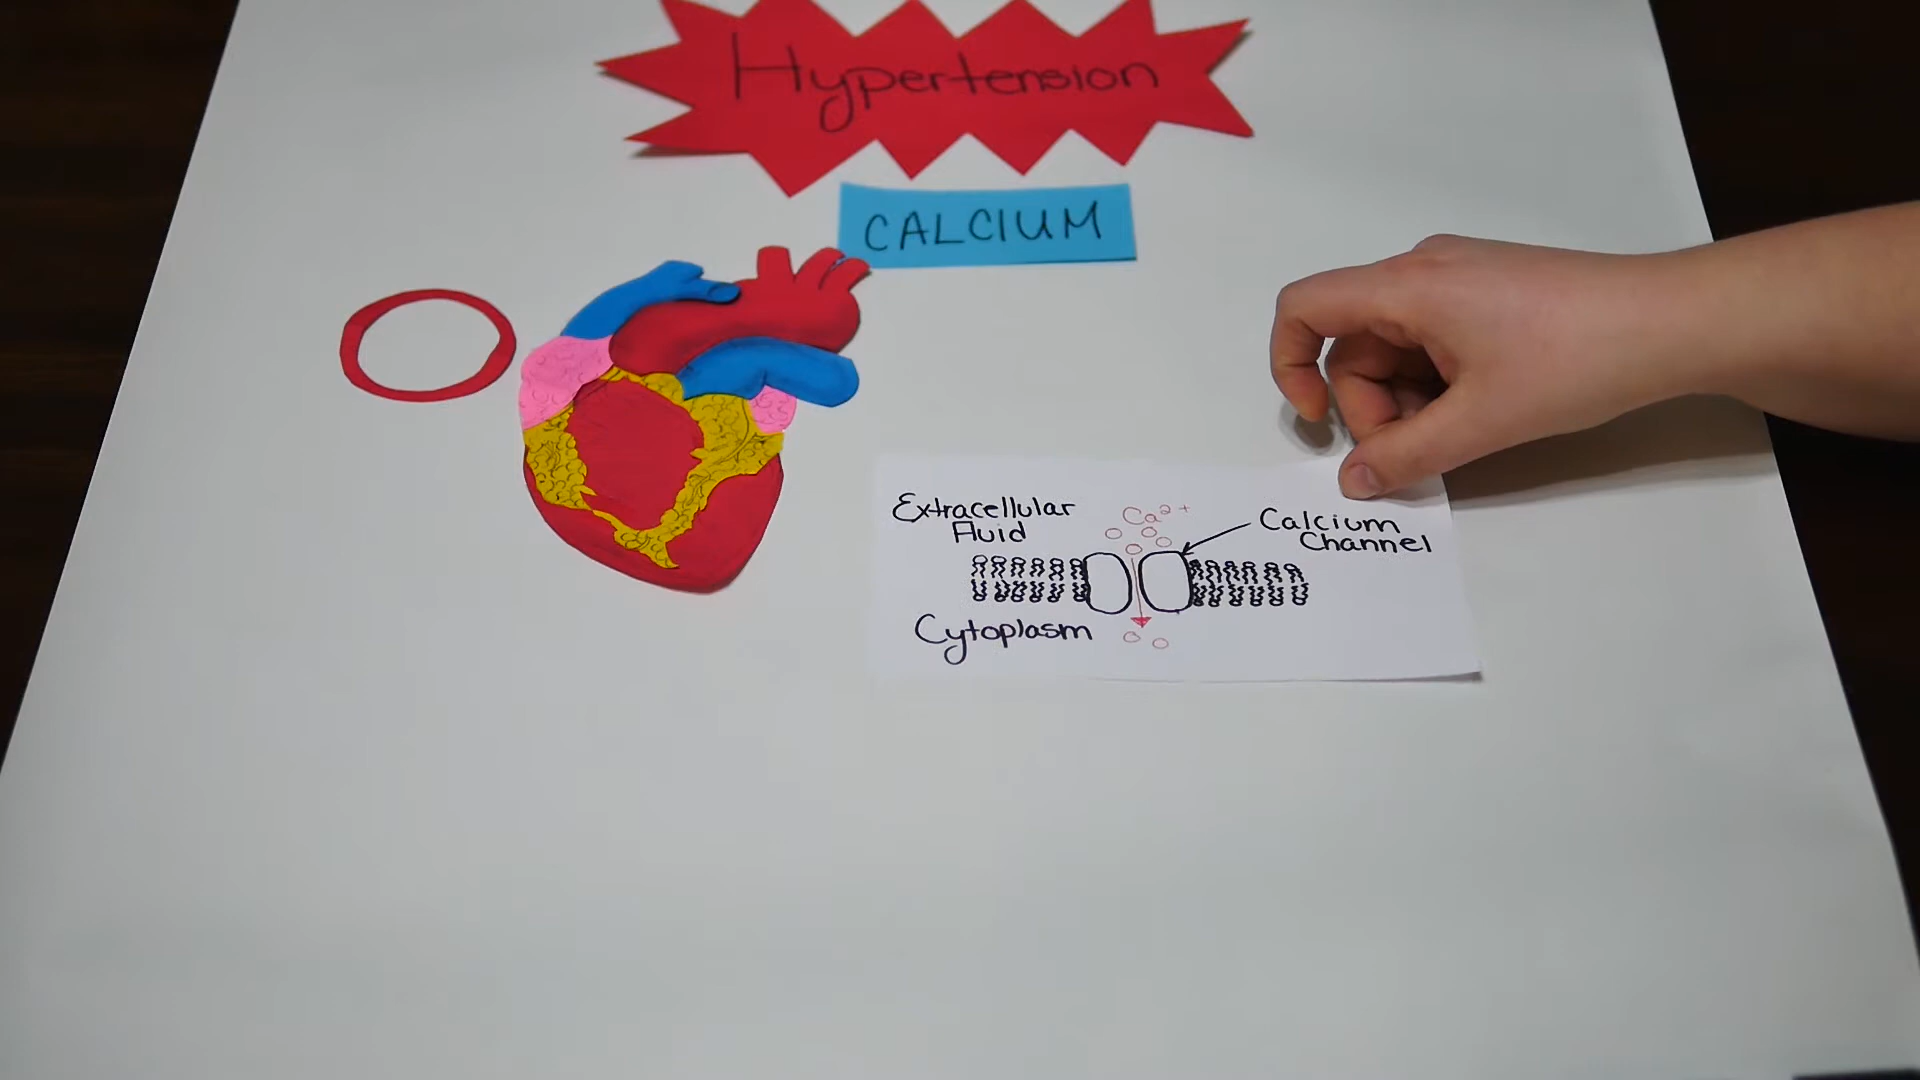 Hypertension
CALCIUM
Extracellular
Fluid
Ca²⁺
Calcium
Channel
Cytoplasm